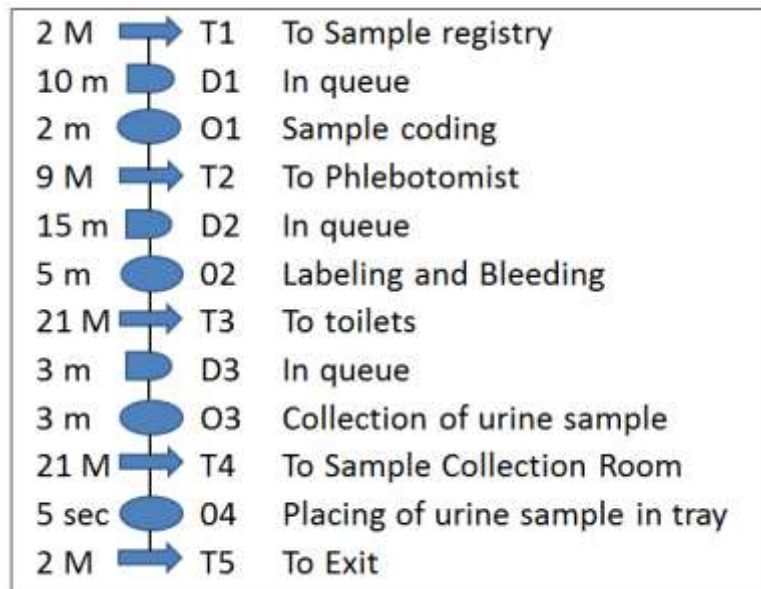 2 M T1 To Sample registry
10 m D1 In queue
2 m O1 Sample coding
9 M T2 To Phlebotomist
15 m D2 In queue
5 m 02 Labeling and Bleeding
21 M T3 To toilets
3 m D3 In queue
3 m O3 Collection of urine sample
21 M T4 To Sample Collection Room
5 sec 04 Placing of urine sample in tray
2 M T5 To Exit